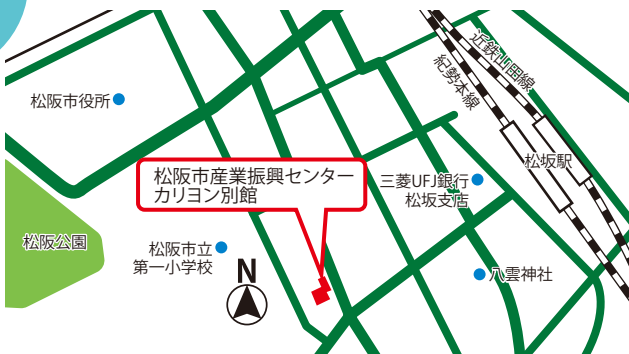 近鉄山田線
紀勢本線
松阪市役所
松坂駅
松阪市産業振興センター
カリヨン別館
三菱UFJ銀行
松坂支店
松阪公園
松阪市立
第一小学校
N
八雲神社